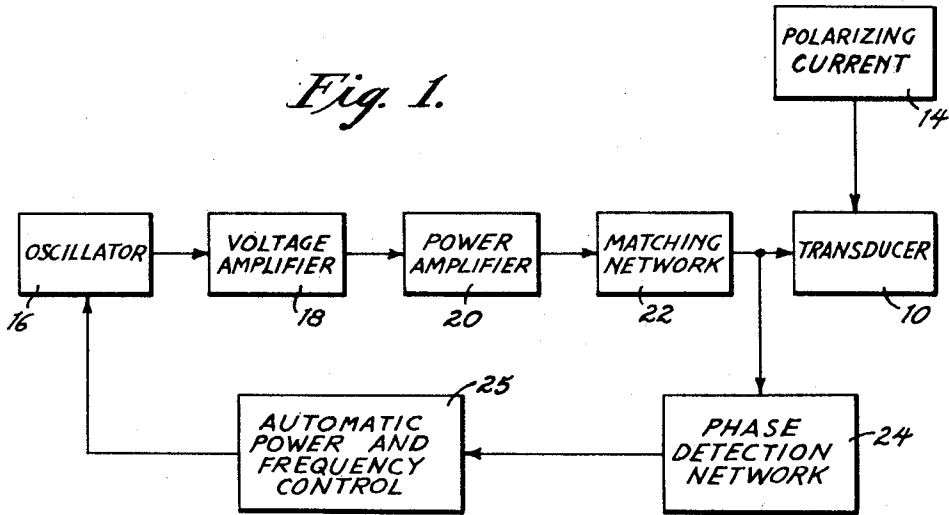 POLARIZING
CURRENT
14
Fig. 1.
OSCILLATOR
16
VOLTAGE
AMPLIFIER
18
POWER
AMPLIFIER
20
MATCHING
NETWORK
22
TRANSDUCER
10
AUTOMATIC
POWER AND
FREQUENCY
CONTROL
25
PHASE
DETECTION
NETWORK
24